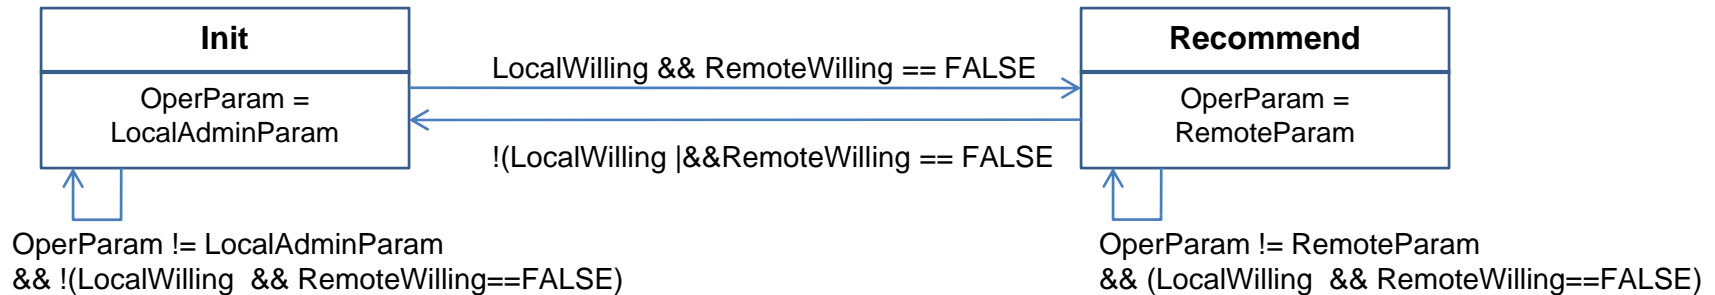 Init
OperParam =
LocalAdminParam
LocalWilling && RemoteWilling == FALSE
!(LocalWilling |&&RemoteWilling == FALSE
Recommend
OperParam =
RemoteParam
OperParam != LocalAdminParam
&& !(LocalWilling && RemoteWilling==FALSE)
OperParam != RemoteParam
&& (LocalWilling && RemoteWilling==FALSE)